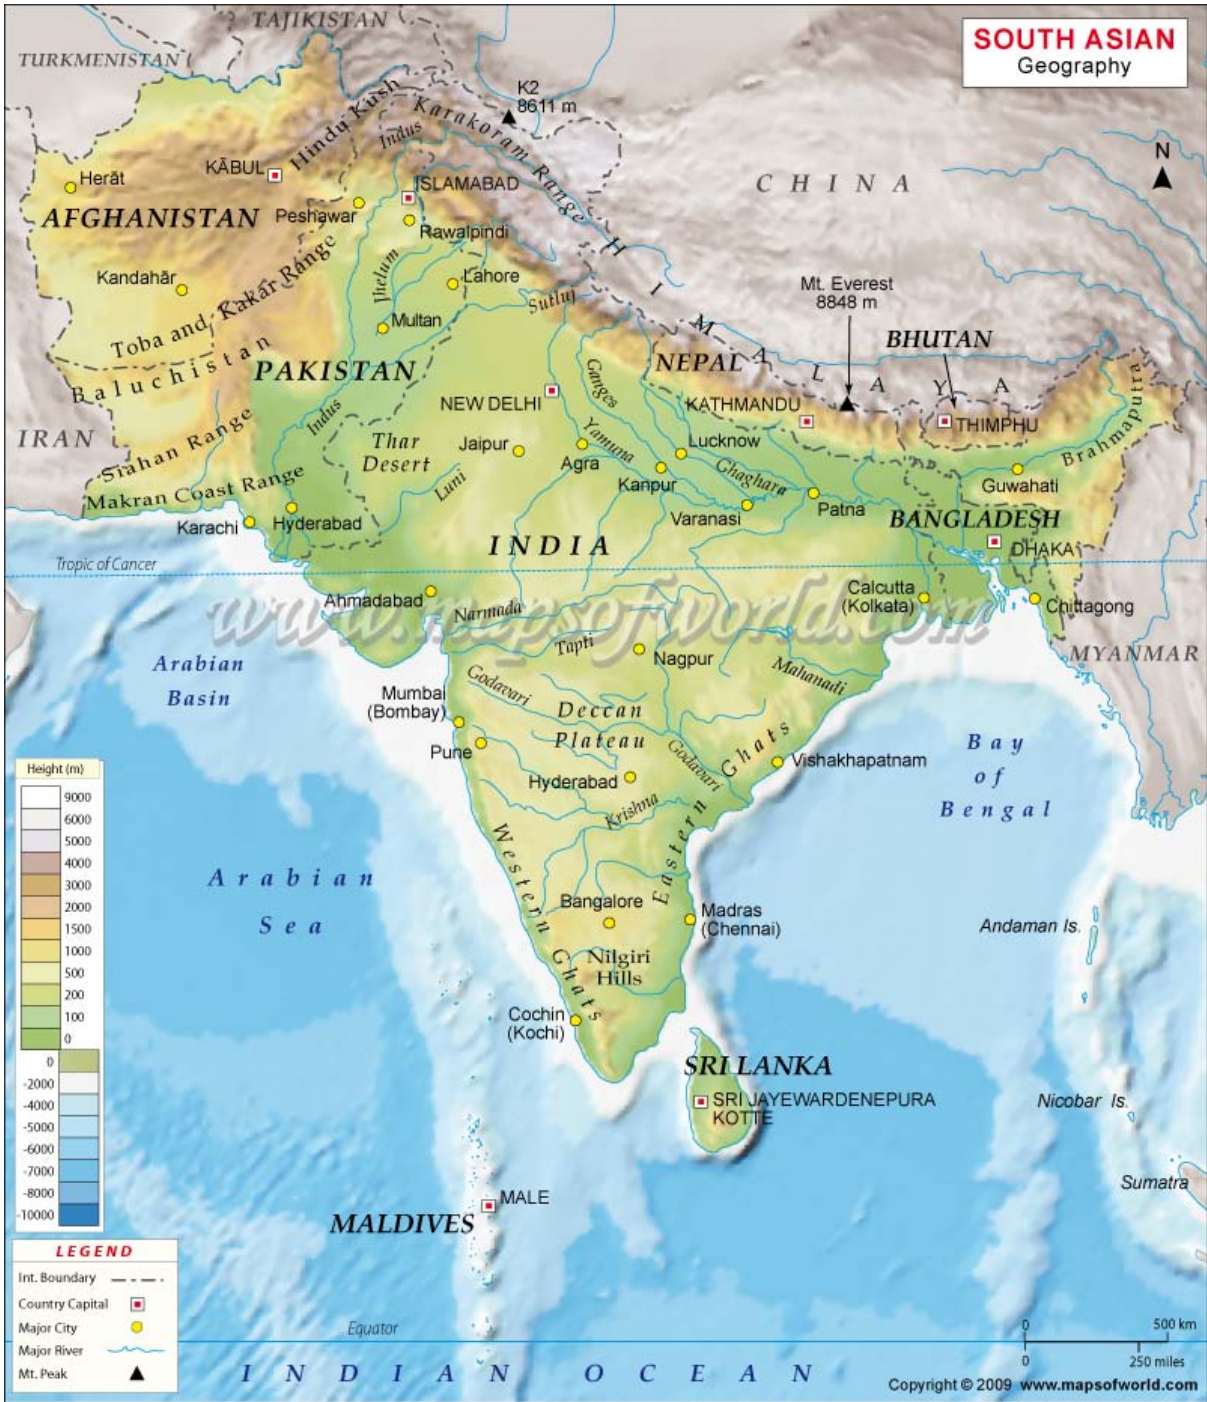 SOUTH ASIAN
Geography
TAJIKISTAN
TURKMENISTAN
K2
8611 m
Hindu Kush
Karakoram Range
Indus
N
CHINA
KĀBUL
Herāt
ISLAMABAD
AFGHANISTAN
Peshawar
Rawalpindi
HIMALAYA
Kandahār
Jhelum
Lahore
Mt. Everest
8848 m
Toba and Kakar Range
Multan
Sutluj
BHUTAN
Baluchistan
PAKISTAN
NEPAL
Ganges
NEW DELHI
KATHMANDU
THIMPHU
Brahmaputra
IRAN
Siahan Range
Indus
Thar
Desert
Jaipur
Agra
Yamuna
Lucknow
Makran Coast Range
Luni
Kanpur
Ghaghara
Guwahati
Karachi
Hyderabad
Varanasi
Patna
BANGLADESH
INDIA
DHAKA
Tropic of Cancer
Ahmadabad
Narmada
Calcutta
(Kolkata)
Chittagong
www.mapsofworld.com
Tapti
Nagpur
MYANMAR
Arabian
Basin
Mahanadi
Godavari
Mumbai
(Bombay)
Deccan
Plateau
Pune
Godavari
Vishakhapatnam
Bay
of
Bengal
Hyderabad
Krishna
Eastern Ghats
Western Ghats
Arabian
Sea
Bangalore
Madras
(Chennai)
Andaman Is.
Nilgiri
Hills
Cochin
(Kochi)
SRI LANKA
SRI JAYEWARDENEPURA
KOTTE
Nicobar Is.
Sumatra
MALE
MALDIVES
Height (m)
9000
6000
5000
4000
3000
2000
1500
1000
500
200
100
0
0
-2000
-4000
-5000
-6000
-7000
-8000
-10000
LEGEND
Int. Boundary
Country Capital
Major City
Major River
Mt. Peak
Equator
INDIAN OCEAN
0 500 km
0 250 miles
Copyright © 2009 www.mapsofworld.com